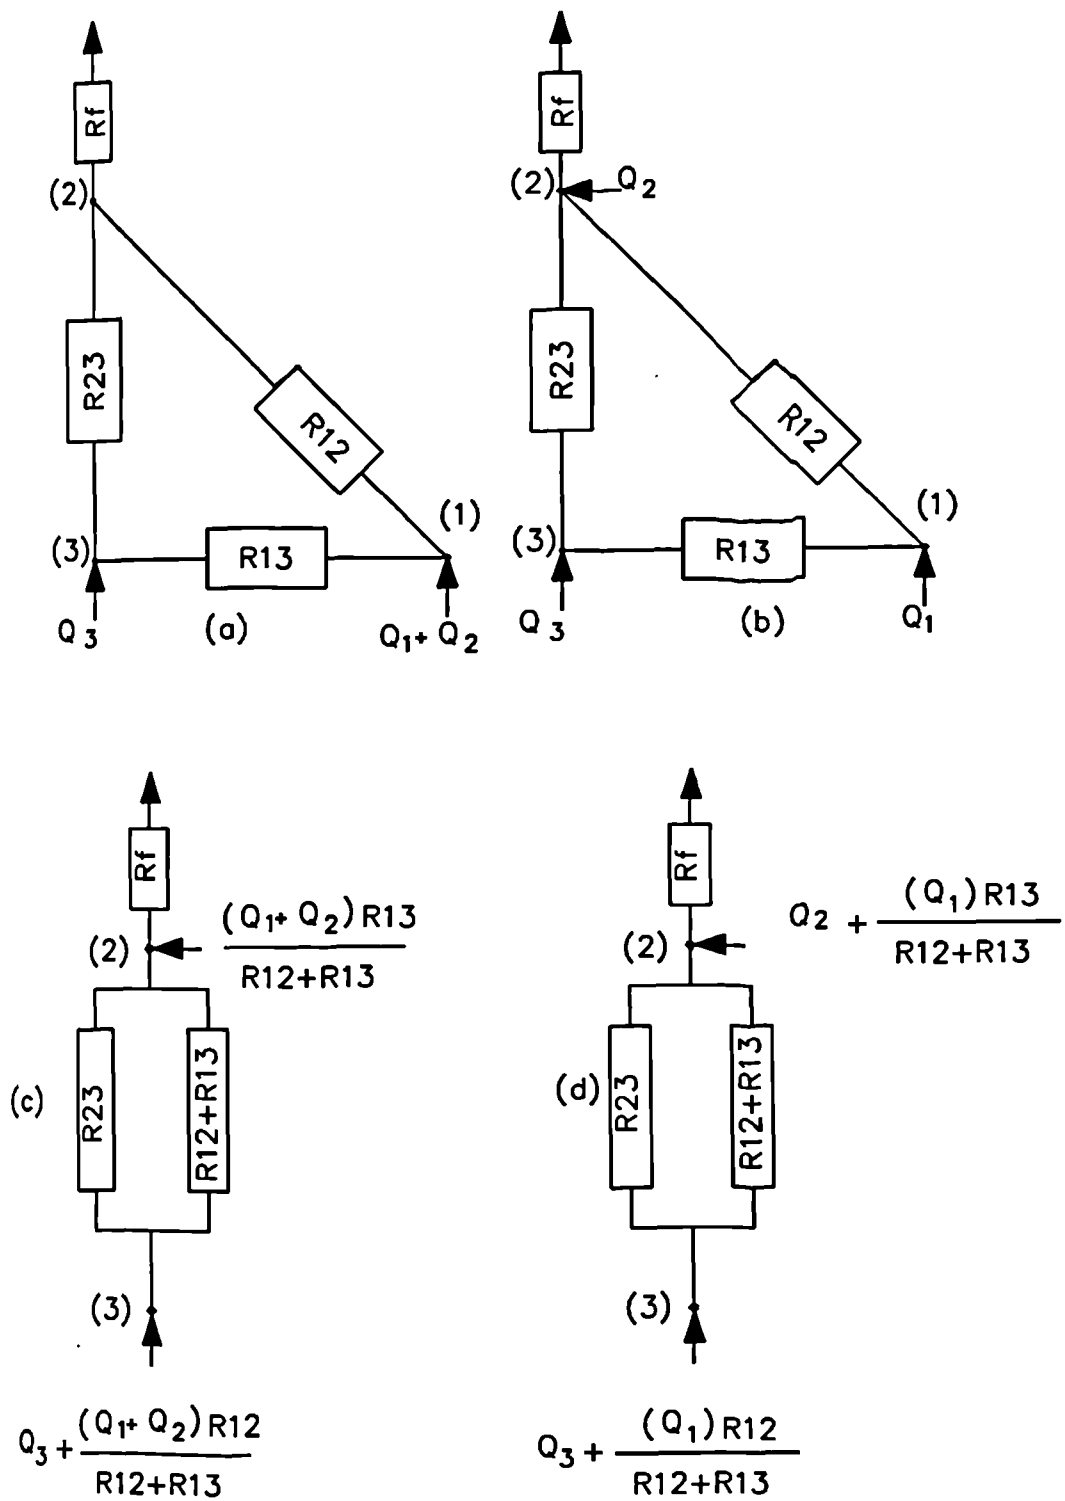 Rf
(2)
R23
R12
(1)
(3)
R13
Q3
(a)
Q1+ Q2
Rf
(2)
Q2
R23
R12
(1)
(3)
R13
Q3
(b)
Q1
Rf
(2)
(Q1+ Q2) R13
R12+R13
(c)
R23
R12+R13
(3)
Q3 + (Q1+ Q2) R12
R12+R13
Rf
(2)
Q2 + (Q1) R13
R12+R13
(d)
R23
R12+R13
(3)
Q3 + (Q1) R12
R12+R13